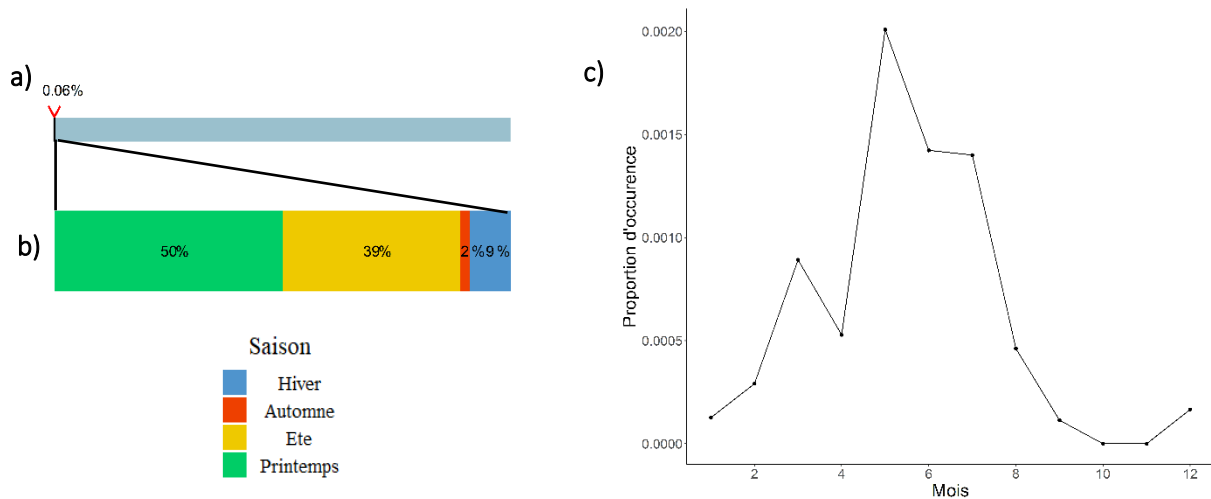 a)
0.06%
b)
50%
39%
2 %
9 %
Saison
Hiver
Automne
Ete
Printemps
c)
Proportion d'occurence
0.0020
0.0015
0.0010
0.0005
0.0000
2 4 6 8 10 12
Mois